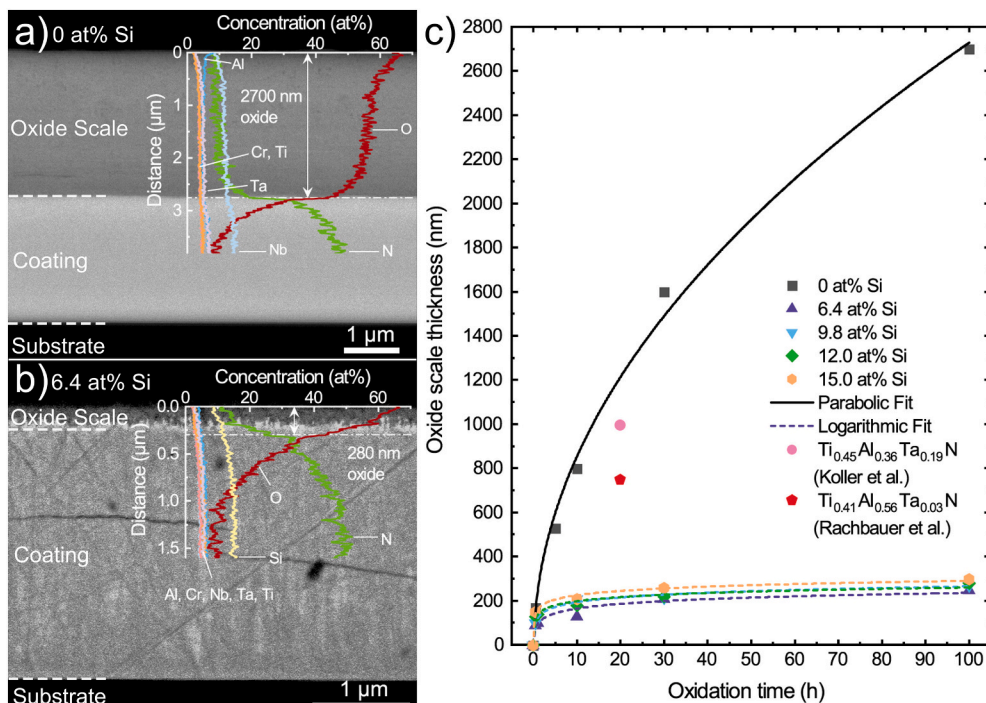 a) 0 at% Si
Concentration (at%)
0 20 40 60
0
1
2
3
Distance (µm)
Al
2700 nm
oxide
O
Cr, Ti
Ta
Nb
N
Oxide Scale
Coating
Substrate
1 µm
b) 6.4 at% Si
Concentration (at%)
0 20 40 60
0.0
0.5
1.0
1.5
Distance (µm)
280 nm
oxide
O
N
Si
Al, Cr, Nb, Ta, Ti
Oxide Scale
Coating
Substrate
1 µm
c)
2800
2600
2400
2200
2000
1800
1600
1400
1200
1000
800
600
400
200
0
Oxide scale thickness (nm)
0 at% Si
6.4 at% Si
9.8 at% Si
12.0 at% Si
15.0 at% Si
Parabolic Fit
Logarithmic Fit
Ti0.45Al0.36Ta0.19N
(Koller et al.)
Ti0.41Al0.56Ta0.03N
(Rachbauer et al.)
0 10 20 30 40 50 60 70 80 90 100
Oxidation time (h)